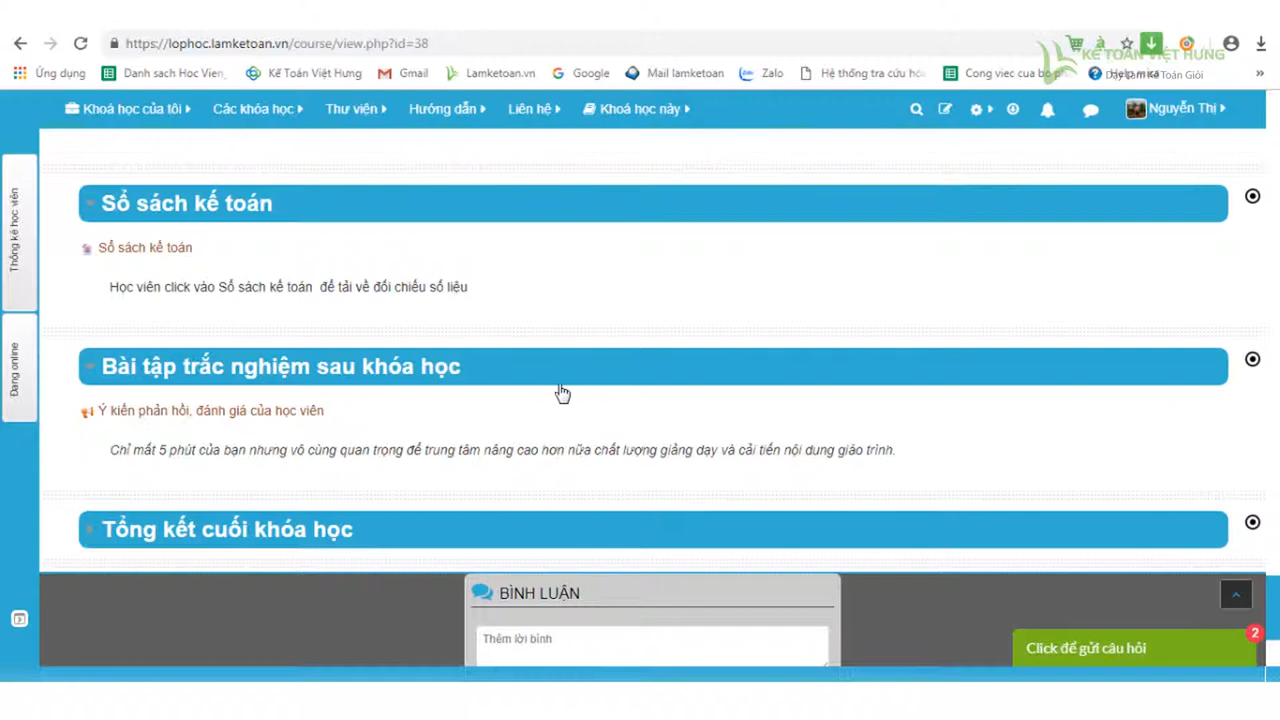 https://lophoc.lamketoan.vn/course/view.php?id=38
KẾ TOÁN VIỆT HƯNG
Dạy Làm Kế Toán Giỏi
Ứng dụng Danh sach Hoc Vien Kế Toán Việt Hưng Gmail Lamketoan.vn Google Mail lamketoan Zalo Hệ thống tra cứu hó Cong viec cua bo p »
Khoá học của tôi Các khóa học Thư viện Hướng dẫn Liên hệ Khoá học này Nguyễn Thị
Thống kê học viên
Sổ sách kế toán
Sổ sách kế toán
Học viên click vào Sổ sách kế toán để tải về đối chiếu số liệu
Đang online
Bài tập trắc nghiệm sau khóa học
Ý kiến phản hồi, đánh giá của học viên
Chỉ mất 5 phút của bạn nhưng vô cùng quan trọng để trung tâm nâng cao hơn nữa chất lượng giảng dạy và cải tiến nội dung giáo trình.
Tổng kết cuối khóa học
BÌNH LUẬN
Thêm lời bình
2
Click để gửi câu hỏi